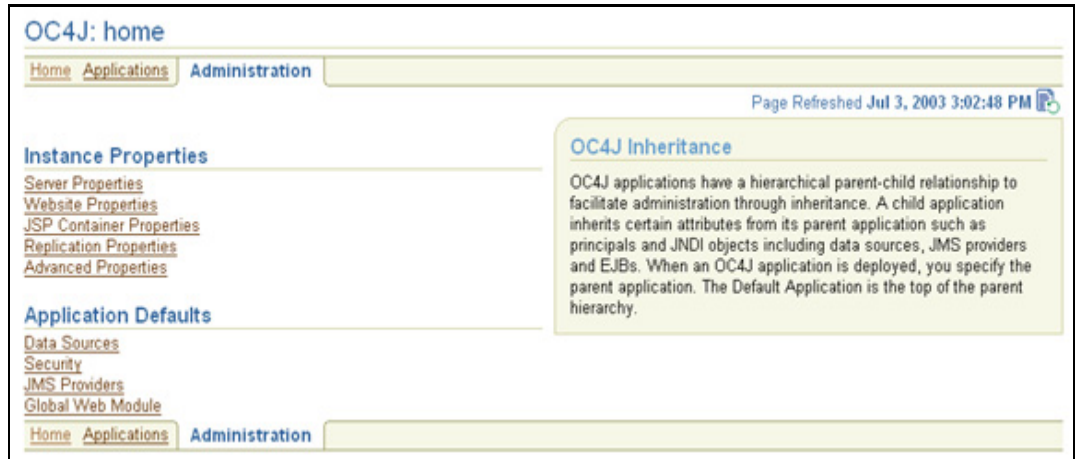 OC4J: home
Home Applications Administration
Page Refreshed Jul 3, 2003 3:02:48 PM
Instance Properties
Server Properties
Website Properties
JSP Container Properties
Replication Properties
Advanced Properties
Application Defaults
Data Sources
Security
JMS Providers
Global Web Module
OC4J Inheritance
OC4J applications have a hierarchical parent-child relationship to
facilitate administration through inheritance. A child application
inherits certain attributes from its parent application such as
principals and JNDI objects including data sources, JMS providers
and EJBs. When an OC4J application is deployed, you specify the
parent application. The Default Application is the top of the parent
hierarchy.
Home Applications Administration